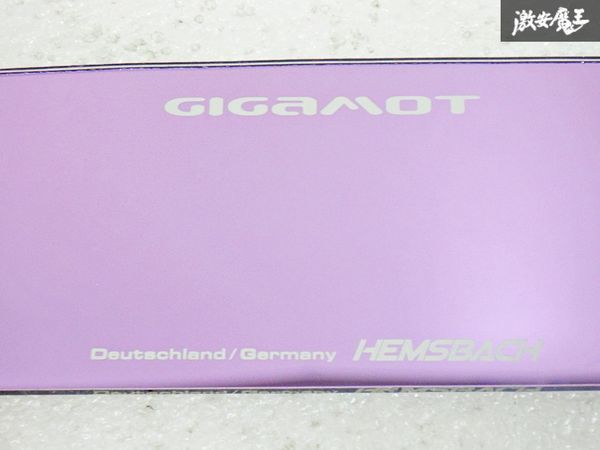 激安魔王
GIGAMOT
Deutschland/Germany HEMSBACH